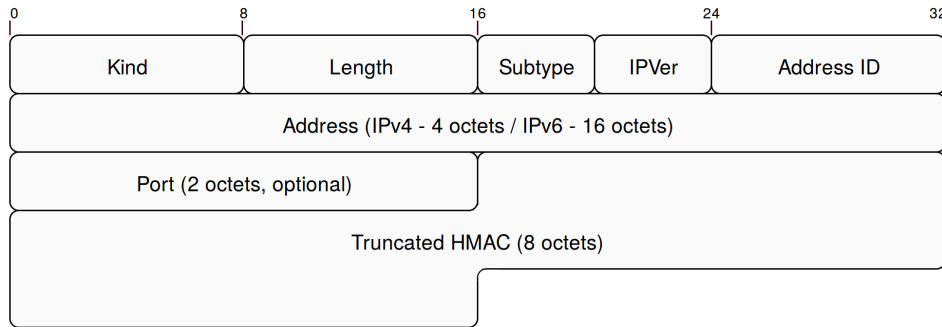 0 8 16 24 32
Kind Length Subtype IPVer Address ID
Address (IPv4 - 4 octets / IPv6 - 16 octets)
Port (2 octets, optional)
Truncated HMAC (8 octets)